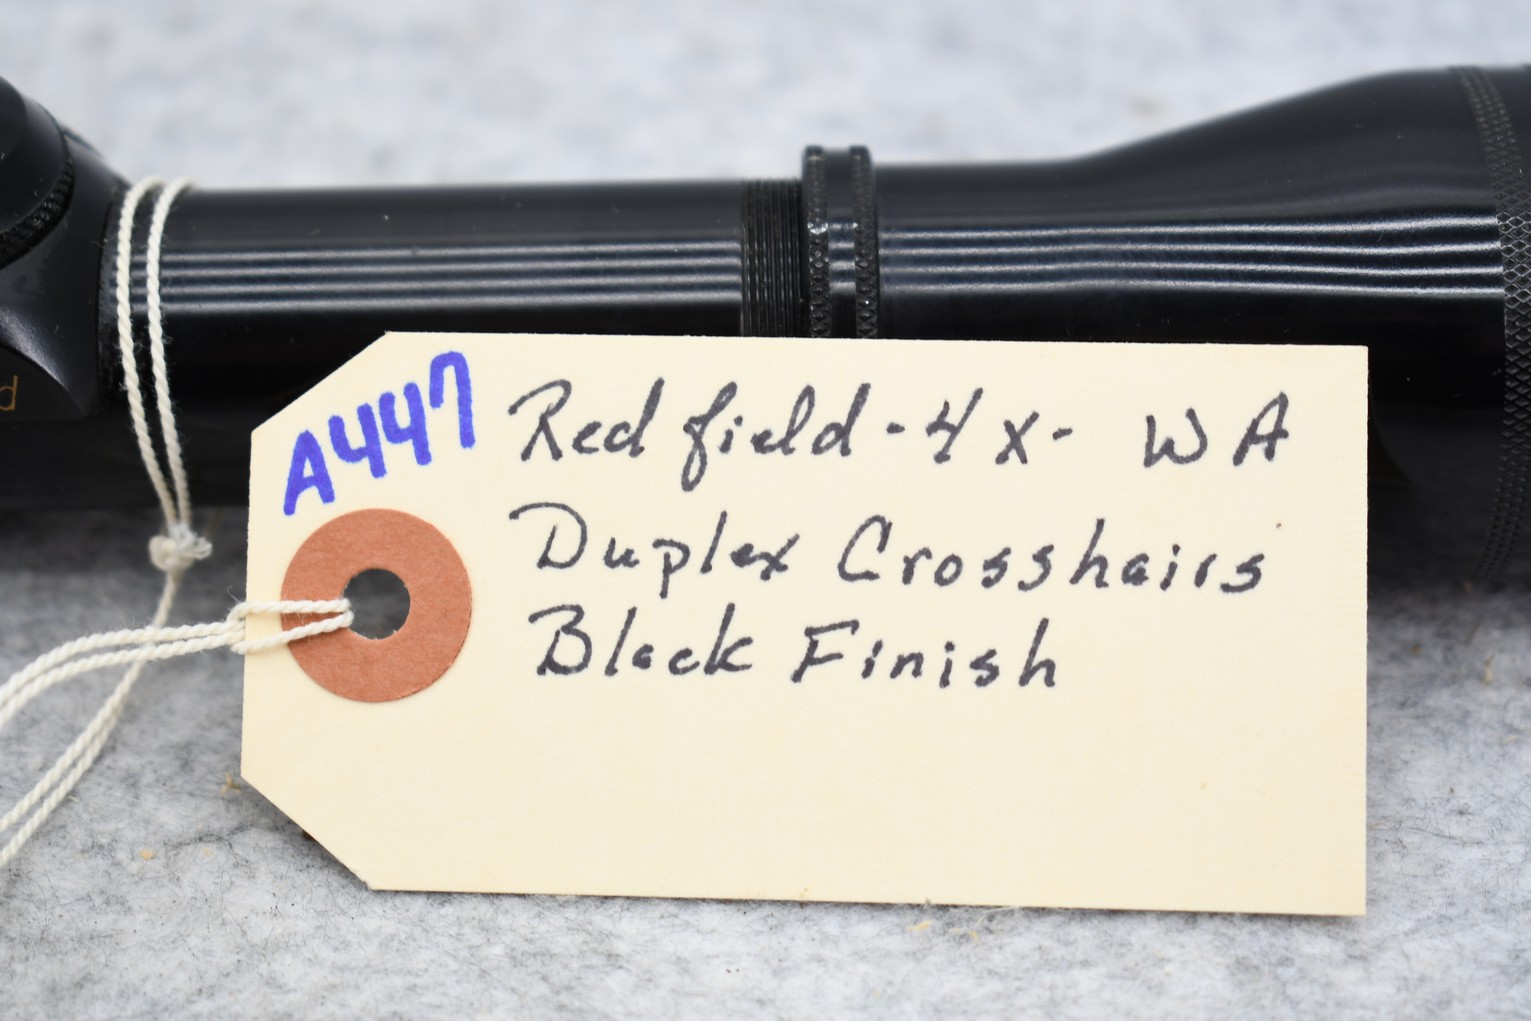 A447
Redfield - 4x - WA
Duplex Crosshairs
Black Finish
d